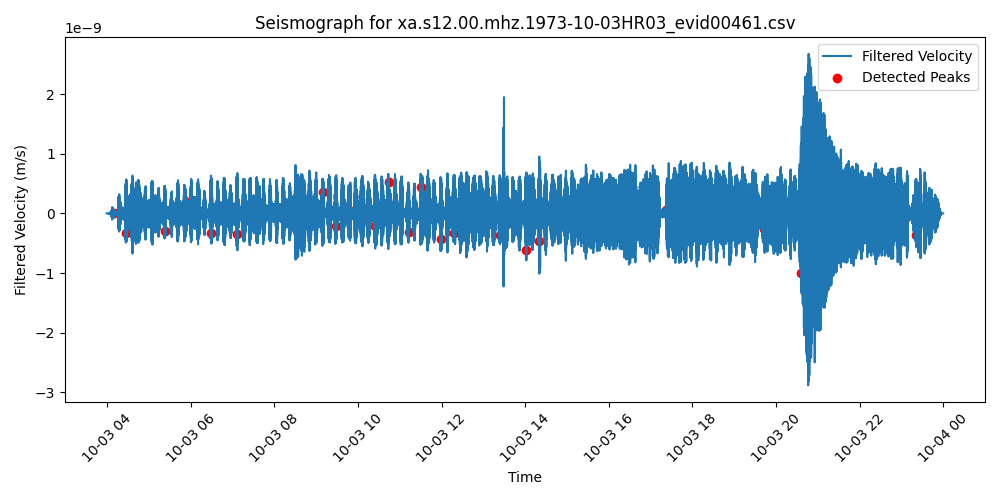 Seismograph for xa.s12.00.mhz.1973-10-03HR03_evid00461.csv
1e−9
Filtered Velocity
Detected Peaks
2
1
0
−1
−2
−3
Filtered Velocity (m/s)
10-03 04
10-03 06
10-03 08
10-03 10
10-03 12
10-03 14
10-03 16
10-03 18
10-03 20
10-03 22
10-04 00
Time